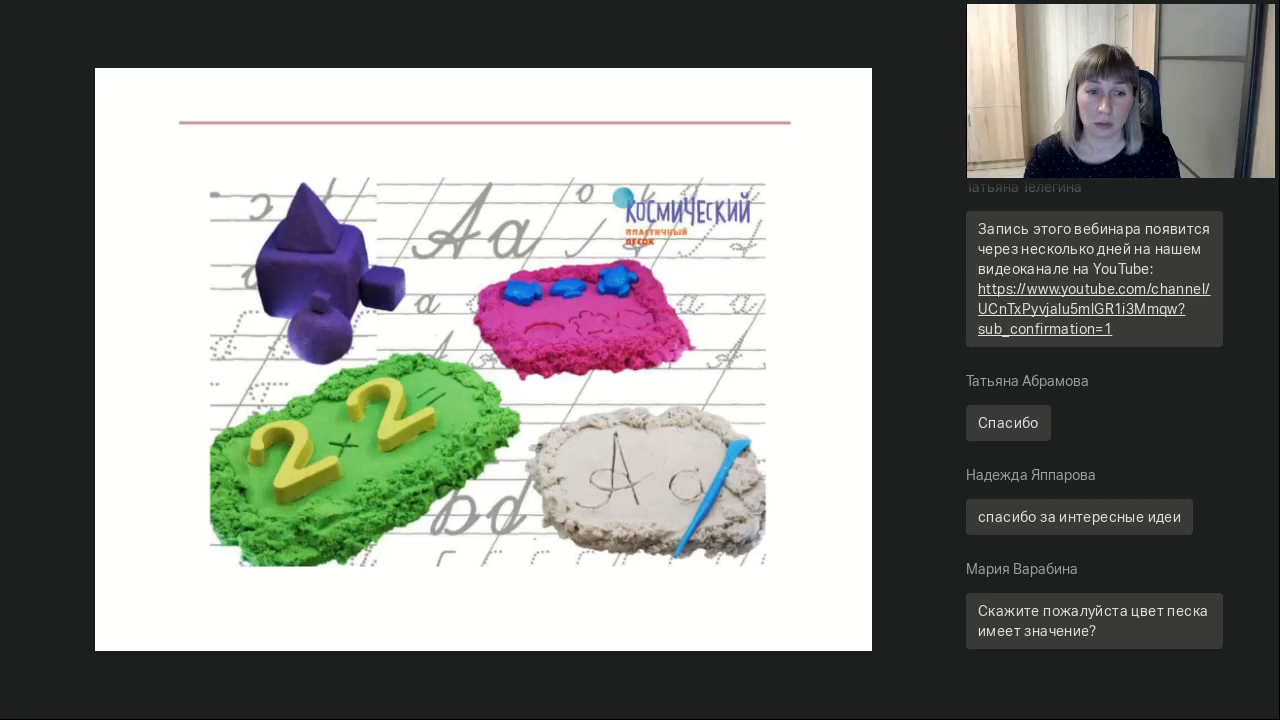 Аа
КОСМИЧЕСКИЙ
ПЛАСТИЧНЫЙ
ПЕСОК
а
2 × 2 =
Аа
Татьяна Телегина
Запись этого вебинара появится
через несколько дней на нашем
видеоканале на YouTube:
https://www.youtube.com/channel/
UCnTxPyvjalu5mlGR1i3Mmqw?
sub_confirmation=1
Татьяна Абрамова
Спасибо
Надежда Яппарова
спасибо за интересные идеи
Мария Варабина
Скажите пожалуйста цвет песка
имеет значение?